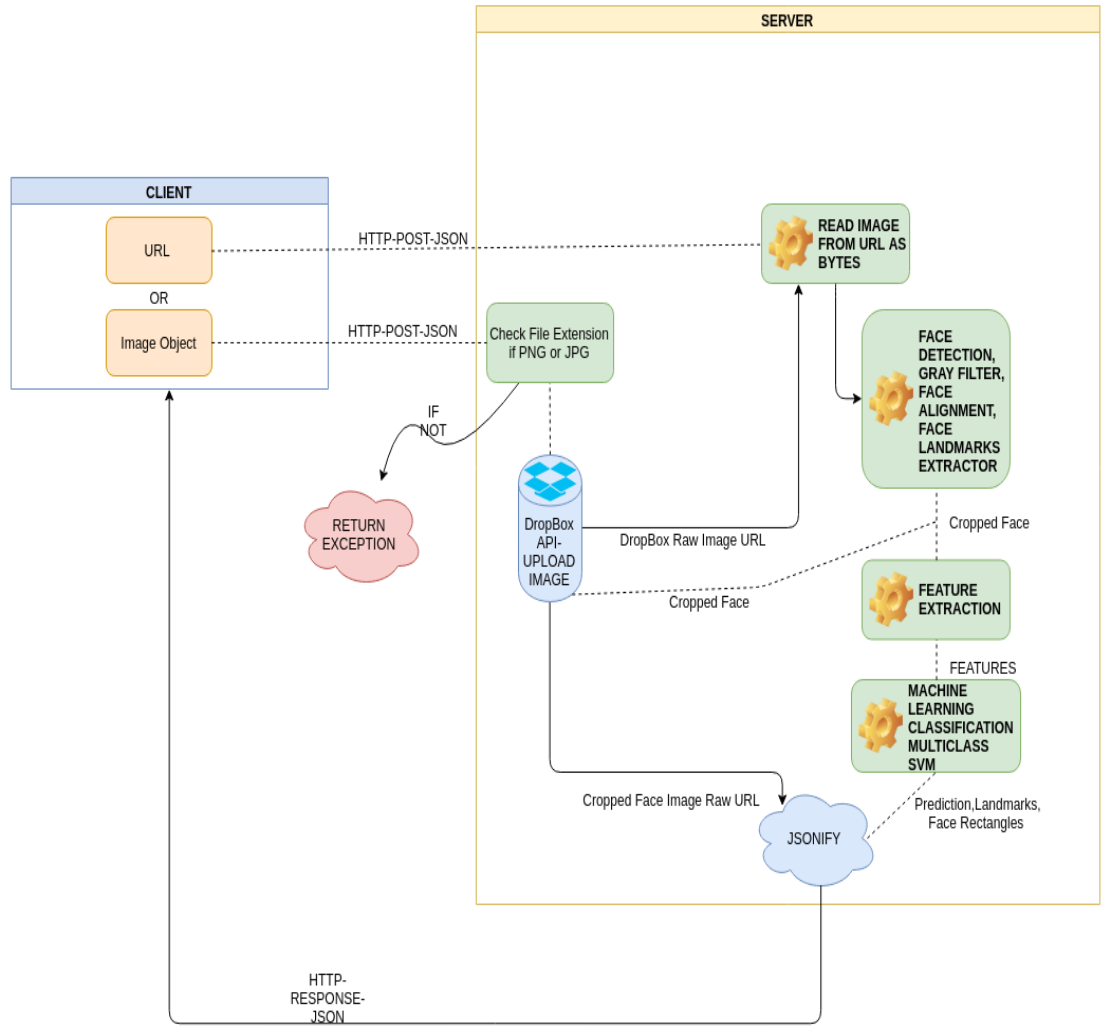 SERVER
CLIENT
URL
HTTP-POST-JSON
READ IMAGE
FROM URL AS
BYTES
OR
Image Object
HTTP-POST-JSON
Check File Extension
if PNG or JPG
FACE
DETECTION,
GRAY FILTER,
FACE
ALIGNMENT,
FACE
LANDMARKS
EXTRACTOR
IF
NOT
RETURN
EXCEPTION
DropBox
API-
UPLOAD
IMAGE
DropBox Raw Image URL
Cropped Face
Cropped Face
FEATURE
EXTRACTION
FEATURES
MACHINE
LEARNING
CLASSIFICATION
MULTICLASS
SVM
Cropped Face Image Raw URL
Prediction,Landmarks,
Face Rectangles
JSONIFY
HTTP-
RESPONSE-
JSON